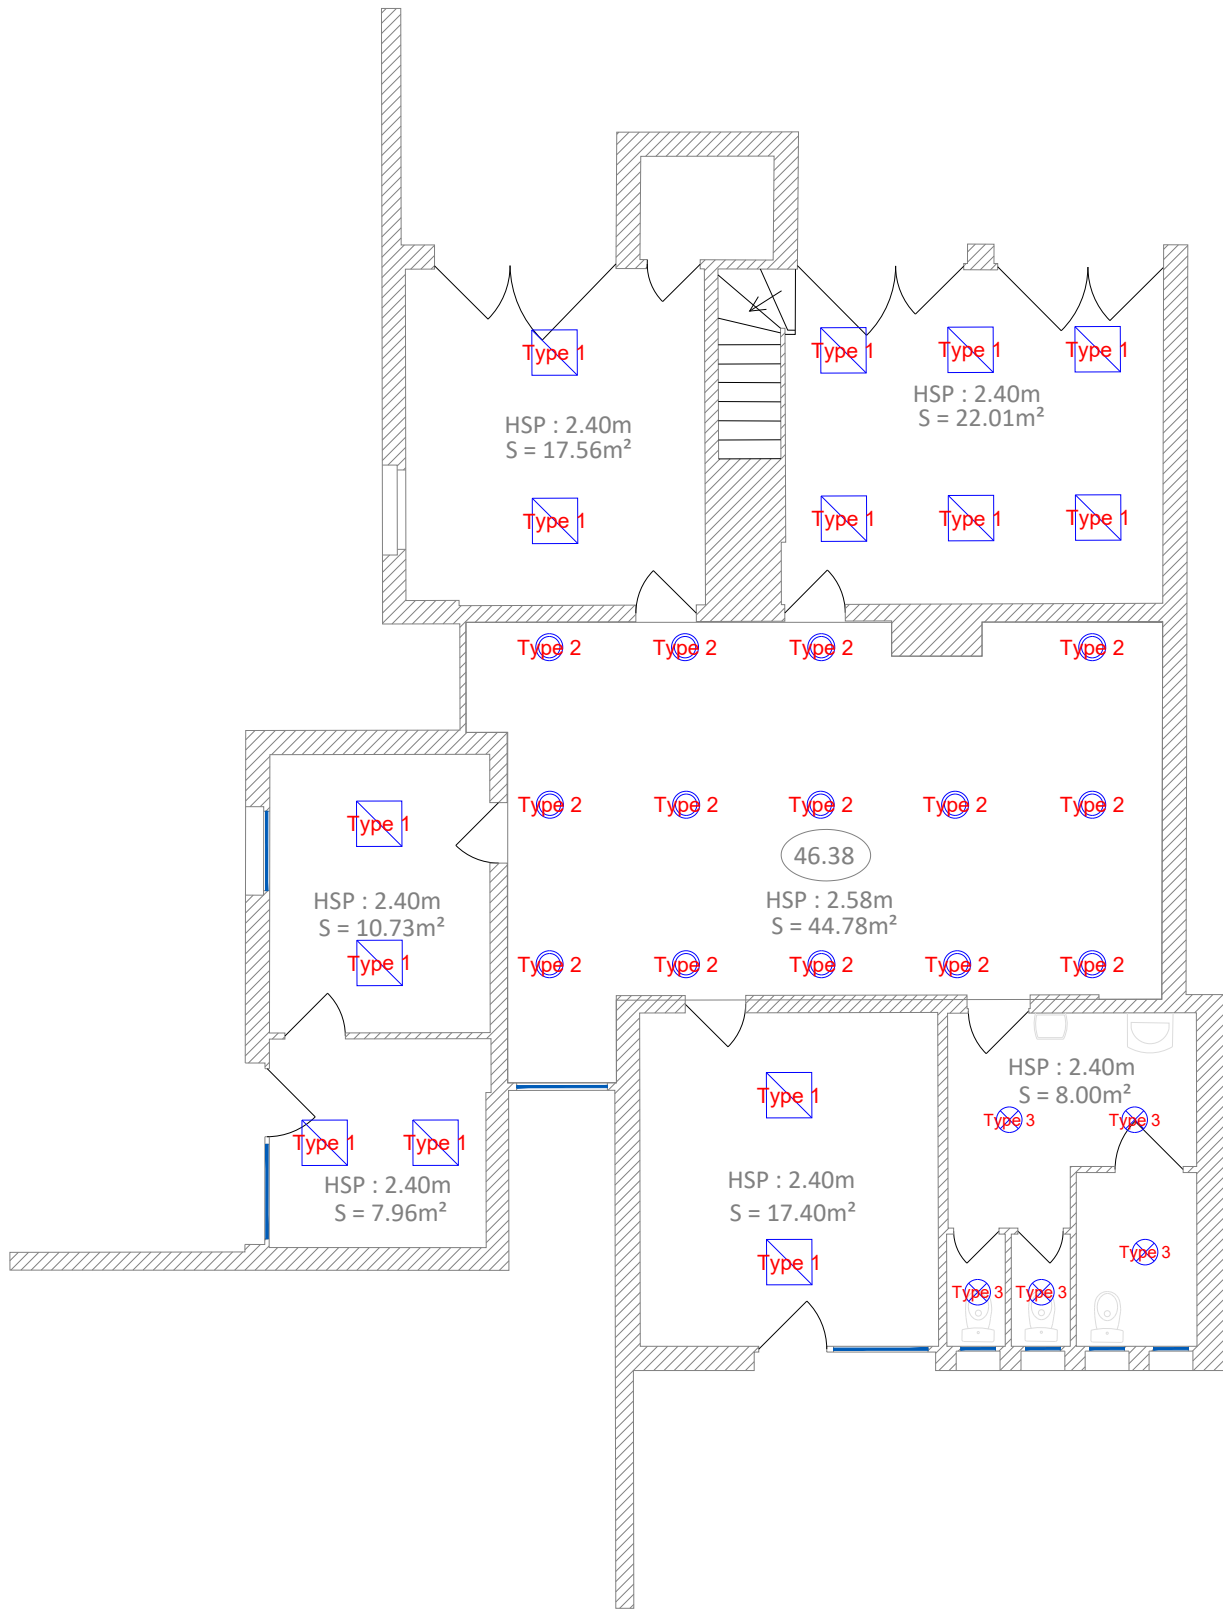 Type 1
Type 1 Type 1 Type 1
HSP : 2.40m
S = 17.56m²
HSP : 2.40m
S = 22.01m²
Type 1
Type 1 Type 1 Type 1
Type 2 Type 2 Type 2 Type 2
Type 2 Type 2 Type 2 Type 2 Type 2
Type 1
46.38
HSP : 2.40m
S = 10.73m²
HSP : 2.58m
S = 44.78m²
Type 1
Type 2 Type 2 Type 2 Type 2 Type 2
HSP : 2.40m
S = 8.00m²
Type 1
Type 3 Type 3
Type 1 Type 1
HSP : 2.40m
S = 7.96m²
HSP : 2.40m
S = 17.40m²
Type 1
Type 3
Type 3 Type 3